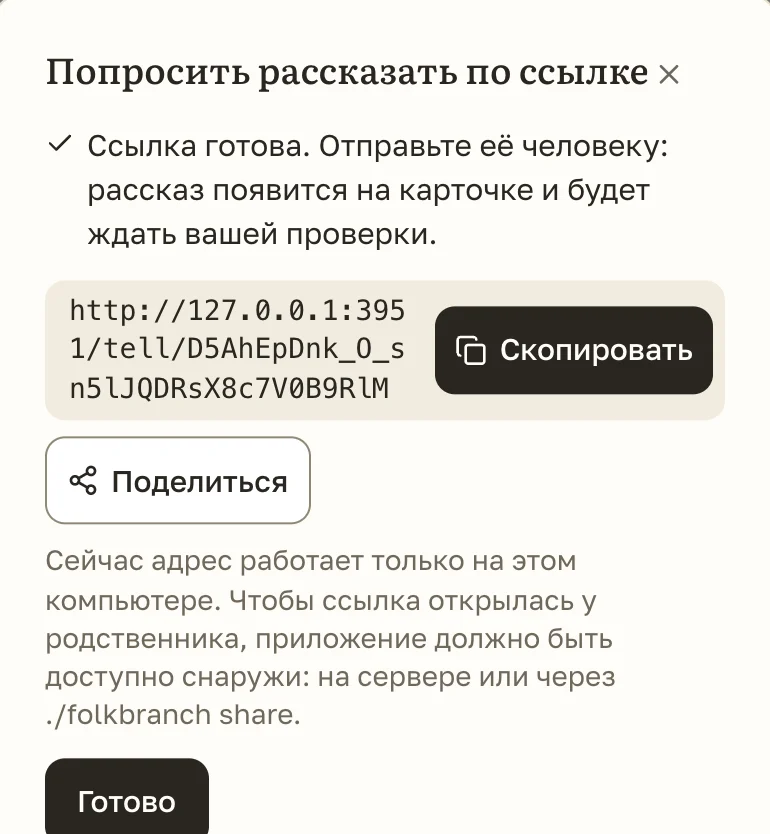 Попросить рассказать по ссылке
Ссылка готова. Отправьте её человеку:
рассказ появится на карточке и будет
ждать вашей проверки.
http://127.0.0.1:395
1/tell/D5AhEpDnk_O_s
n5lJQDRsX8c7V0B9RlM
Скопировать
Поделиться
Сейчас адрес работает только на этом
компьютере. Чтобы ссылка открылась у
родственника, приложение должно быть
доступно снаружи: на сервере или через
./folkbranch share.
Готово